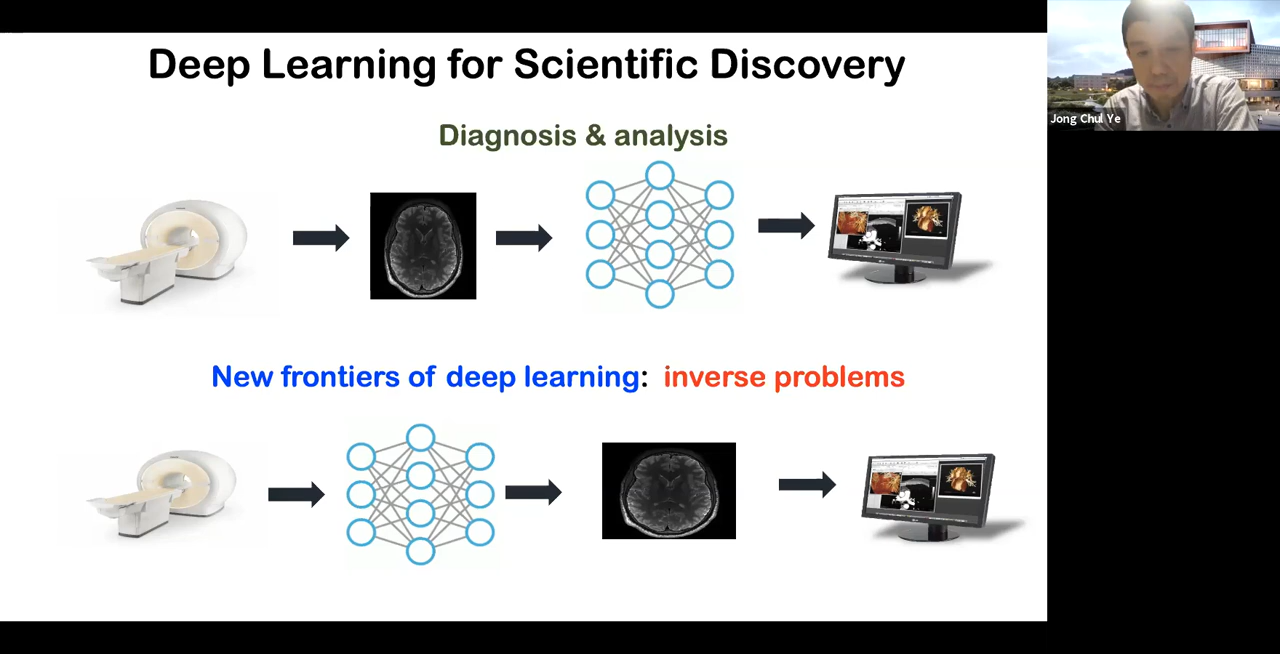 Deep Learning for Scientific Discovery
Diagnosis & analysis
New frontiers of deep learning: inverse problems
Jong Chul Ye